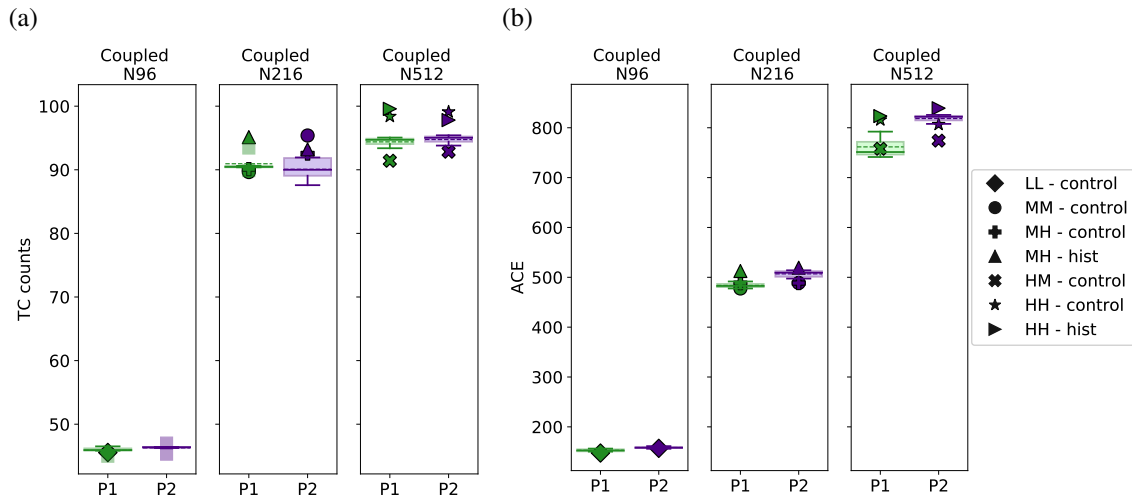 (a)
(b)
Coupled
N96
Coupled
N216
Coupled
N512
Coupled
N96
Coupled
N216
Coupled
N512
TC counts
100
90
80
70
60
50
P1
P2
P1
P2
P1
P2
ACE
800
700
600
500
400
300
200
P1
P2
P1
P2
P1
P2
LL - control
MM - control
MH - control
MH - hist
HM - control
HH - control
HH - hist